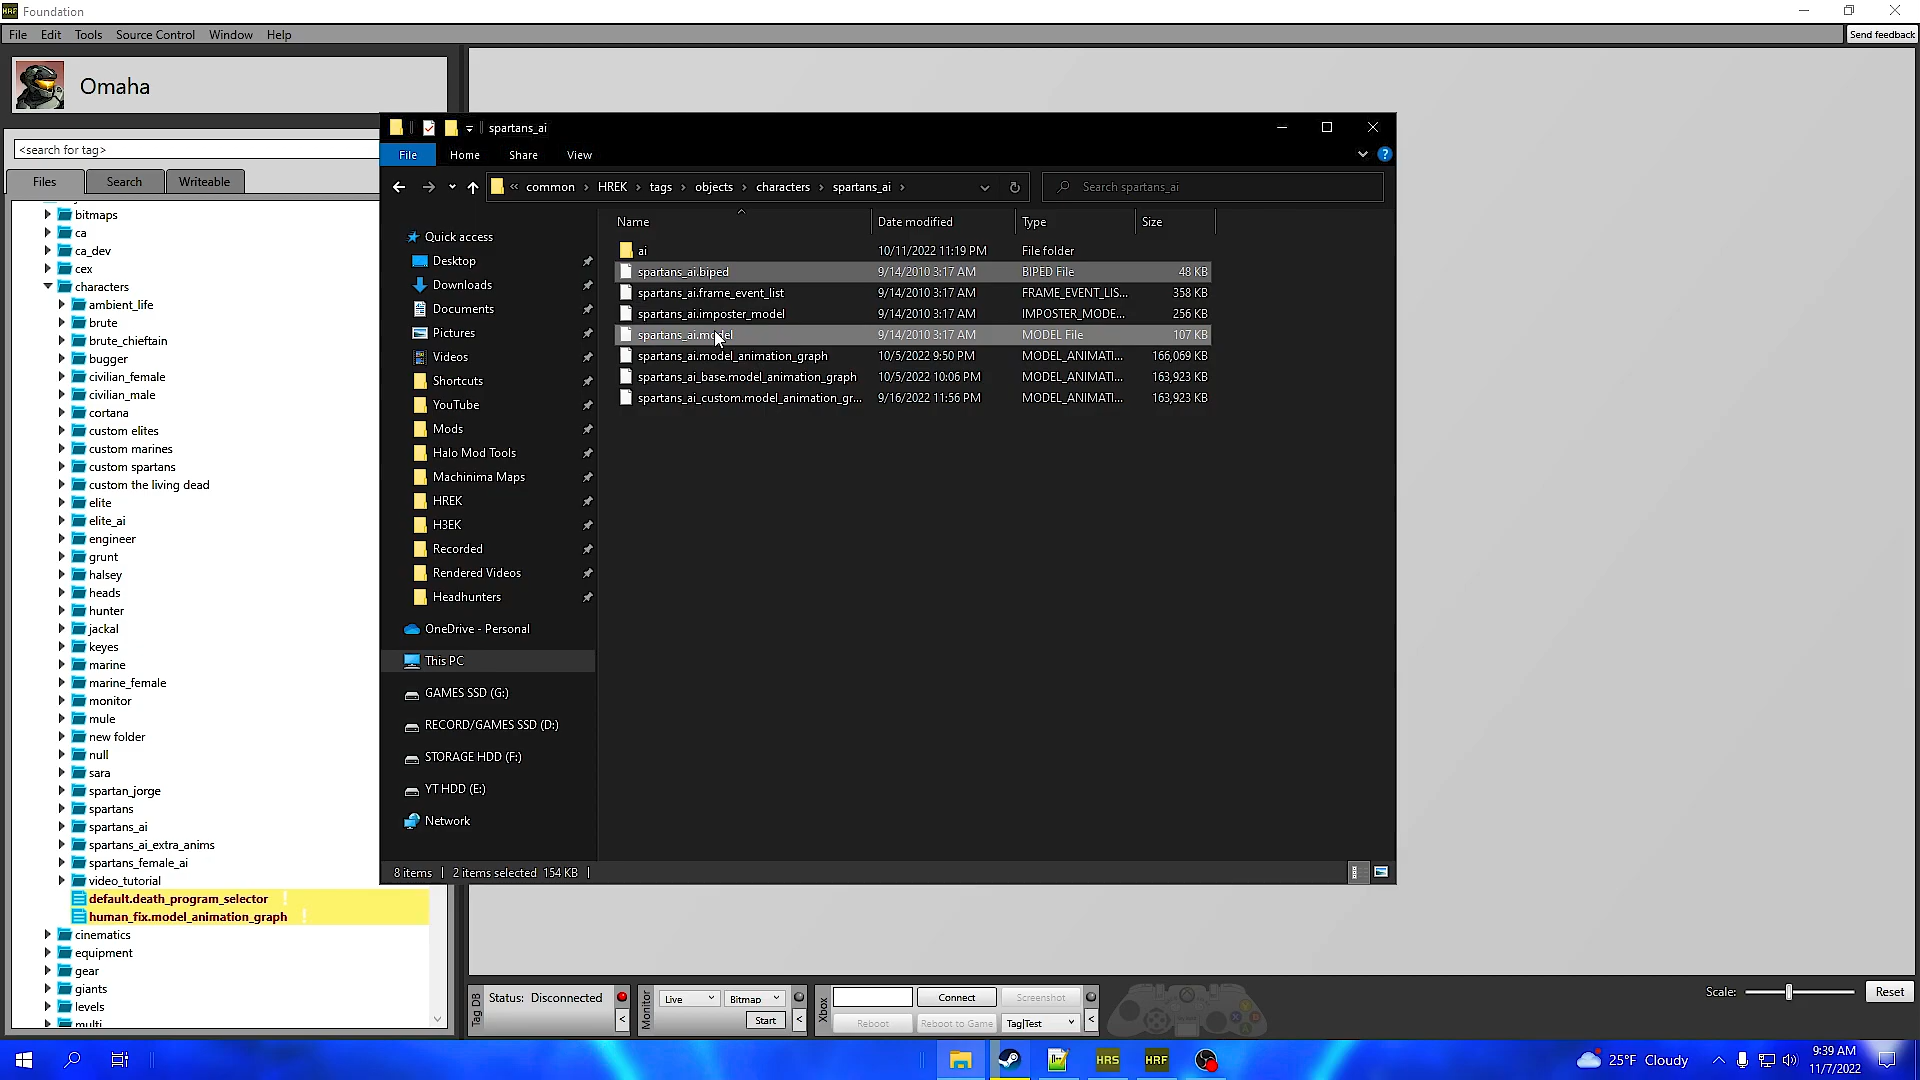 Foundation
File Edit Tools Source Control Window Help
Send feedback
Omaha
<search for tag>
Files Search Writeable
bitmaps
ca
ca_dev
cex
characters
ambient_life
brute
brute_chieftain
bugger
civilian_female
civilian_male
cortana
custom elites
custom marines
custom spartans
custom the living dead
elite
elite_ai
engineer
grunt
halsey
heads
hunter
jackal
keyes
marine
marine_female
monitor
mule
new folder
null
sara
spartan_jorge
spartans
spartans_ai
spartans_ai_extra_anims
spartans_female_ai
video_tutorial
default.death_program_selector !
human_fix.model_animation_graph !
cinematics
equipment
gear
giants
levels
multi
spartans_ai
File Home Share View
« common › HREK › tags › objects › characters › spartans_ai ›
Search spartans_ai
Quick access
Desktop
Downloads
Documents
Pictures
Videos
Shortcuts
YouTube
Mods
Halo Mod Tools
Machinima Maps
HREK
H3EK
Recorded
Rendered Videos
Headhunters
OneDrive - Personal
This PC
GAMES SSD (G:)
RECORD/GAMES SSD (D:)
STORAGE HDD (F:)
YT HDD (E:)
Network
Name Date modified Type Size
ai 10/11/2022 11:19 PM File folder
spartans_ai.biped 9/14/2010 3:17 AM BIPED File 48 KB
spartans_ai.frame_event_list 9/14/2010 3:17 AM FRAME_EVENT_LIS... 358 KB
spartans_ai.imposter_model 9/14/2010 3:17 AM IMPOSTER_MODE... 256 KB
spartans_ai.model 9/14/2010 3:17 AM MODEL File 107 KB
spartans_ai.model_animation_graph 10/5/2022 9:50 PM MODEL_ANIMATI... 166,069 KB
spartans_ai_base.model_animation_graph 10/5/2022 10:06 PM MODEL_ANIMATI... 163,923 KB
spartans_ai_custom.model_animation_gr... 9/16/2022 11:56 PM MODEL_ANIMATI... 163,923 KB
8 items 2 items selected 154 KB
Tag DB
Status: Disconnected
<
Monitor
Live Bitmap
Start
<
Xbox
Connect Screenshot
Reboot Reboot to Game Tag|Test
<
Scale: Reset
HRS HRF
25°F Cloudy
9:39 AM
11/7/2022